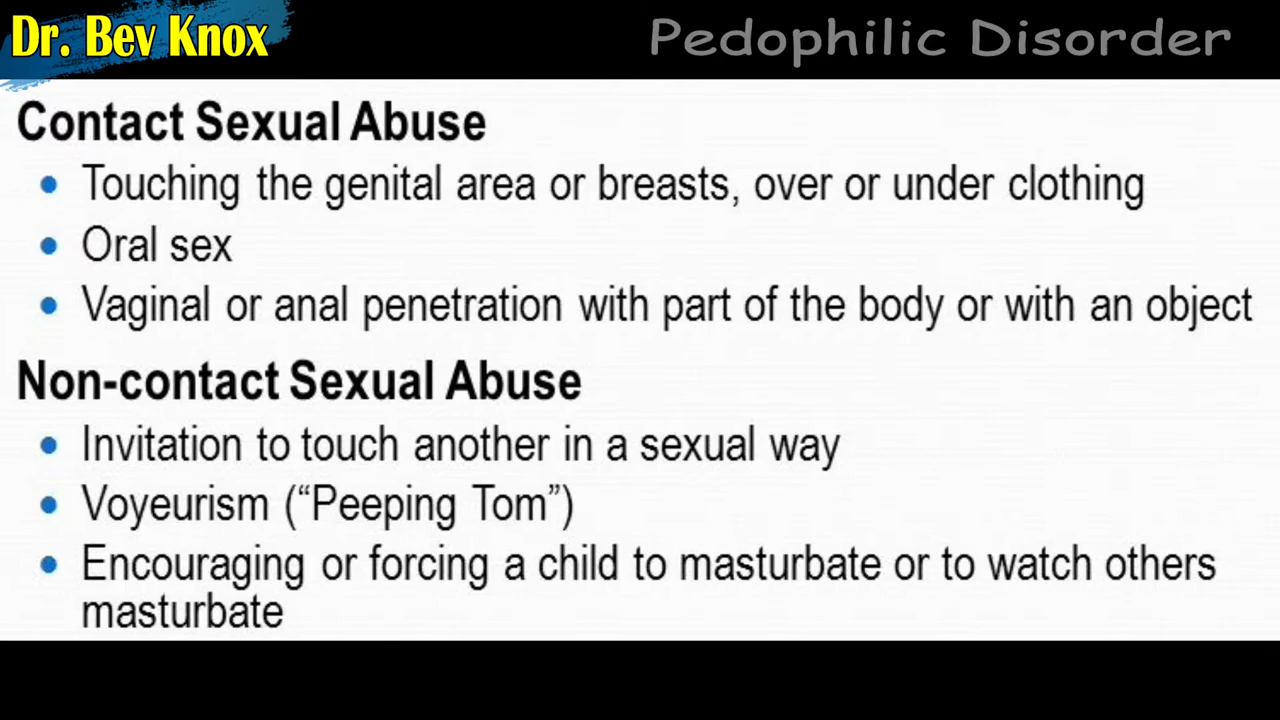 Dr. Bev Knox
Pedophilic Disorder
Contact Sexual Abuse
• Touching the genital area or breasts, over or under clothing
• Oral sex
• Vaginal or anal penetration with part of the body or with an object
Non-contact Sexual Abuse
• Invitation to touch another in a sexual way
• Voyeurism (“Peeping Tom”)
• Encouraging or forcing a child to masturbate or to watch others
masturbate